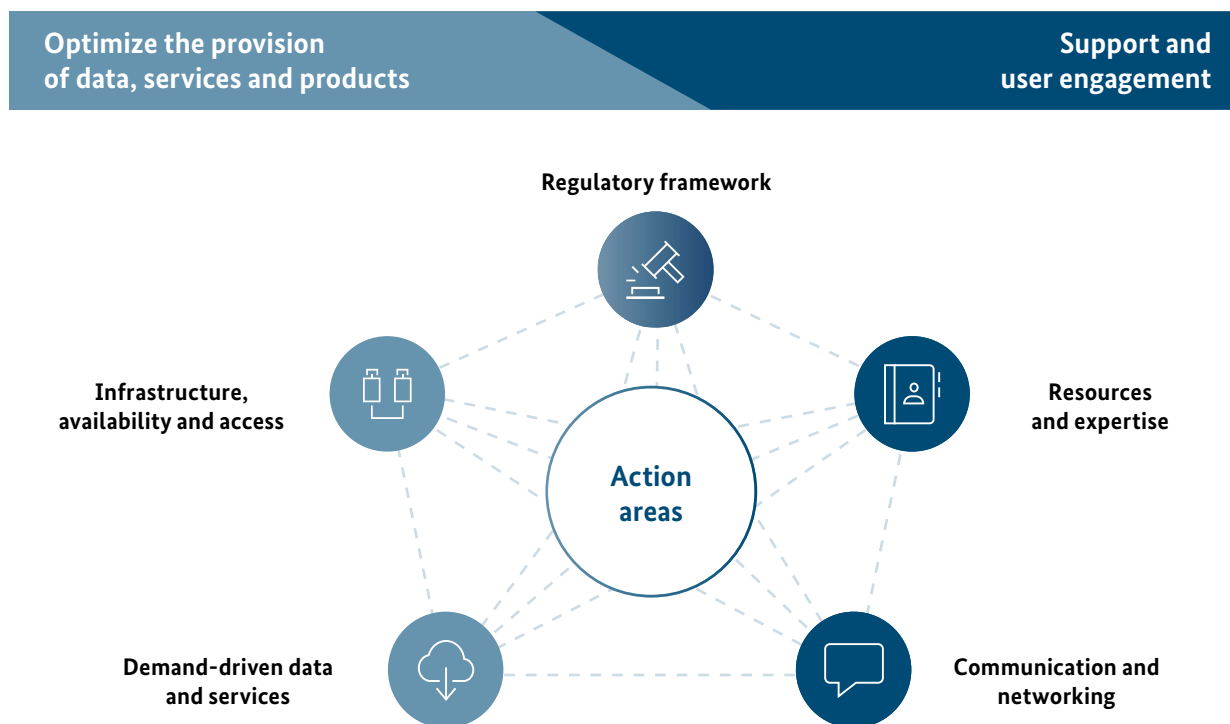 Optimize the provision
of data, services and products
Support and
user engagement
Regulatory framework
Infrastructure,
availability and access
Resources
and expertise
Action
areas
Demand-driven data
and services
Communication and
networking